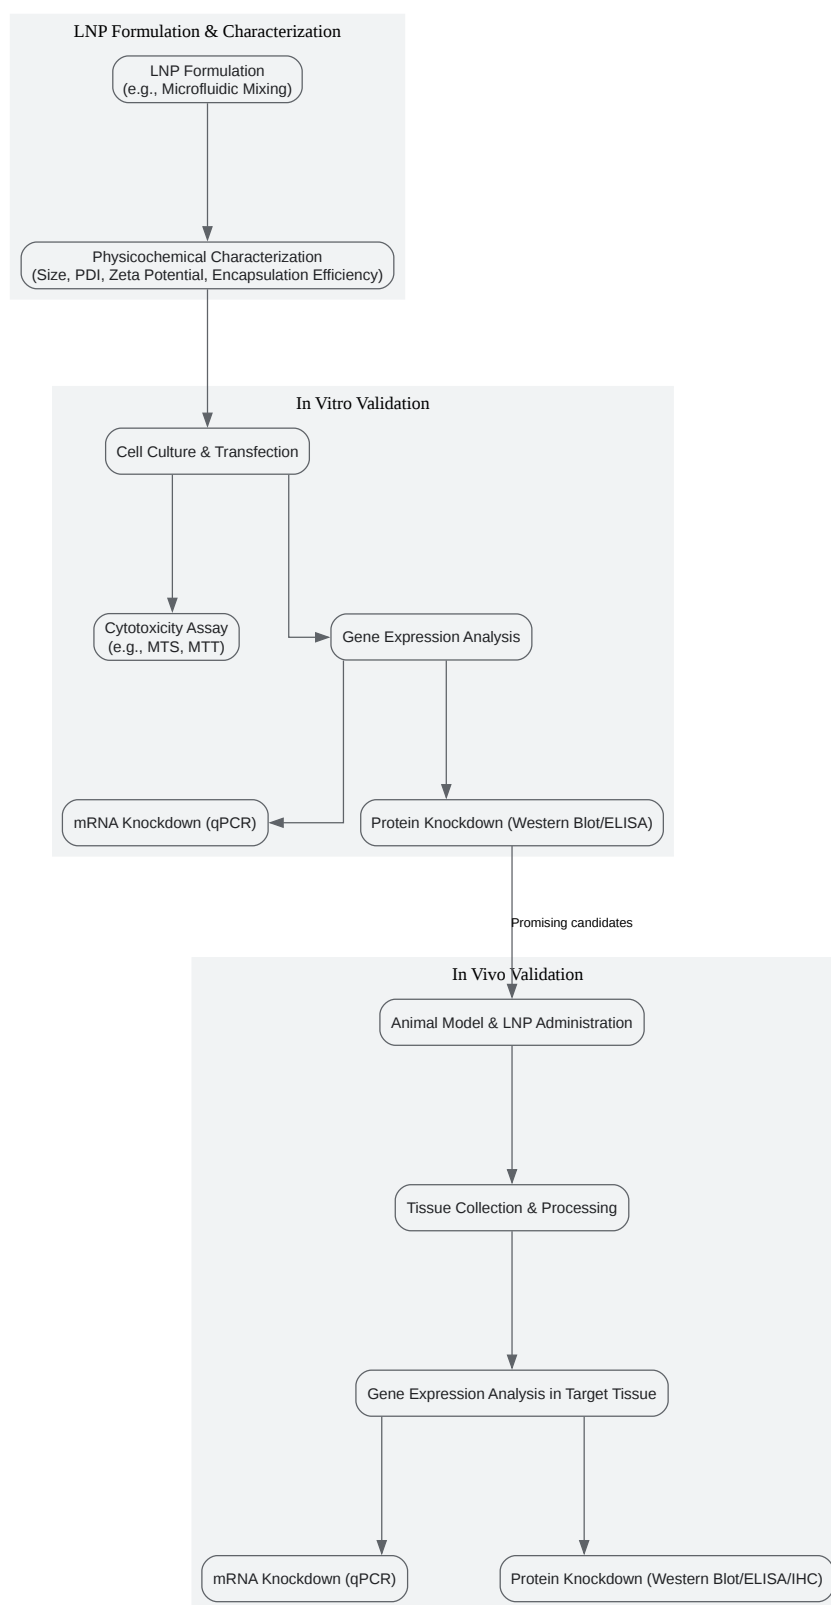 LNP Formulation & Characterization
LNP Formulation
(e.g., Microfluidic Mixing)
Physicochemical Characterization
(Size, PDI, Zeta Potential, Encapsulation Efficiency)
In Vitro Validation
Cell Culture & Transfection
Cytotoxicity Assay
(e.g., MTS, MTT)
Gene Expression Analysis
mRNA Knockdown (qPCR)
Protein Knockdown (Western Blot/ELISA)
Promising candidates
In Vivo Validation
Animal Model & LNP Administration
Tissue Collection & Processing
Gene Expression Analysis in Target Tissue
mRNA Knockdown (qPCR)
Protein Knockdown (Western Blot/ELISA/IHC)